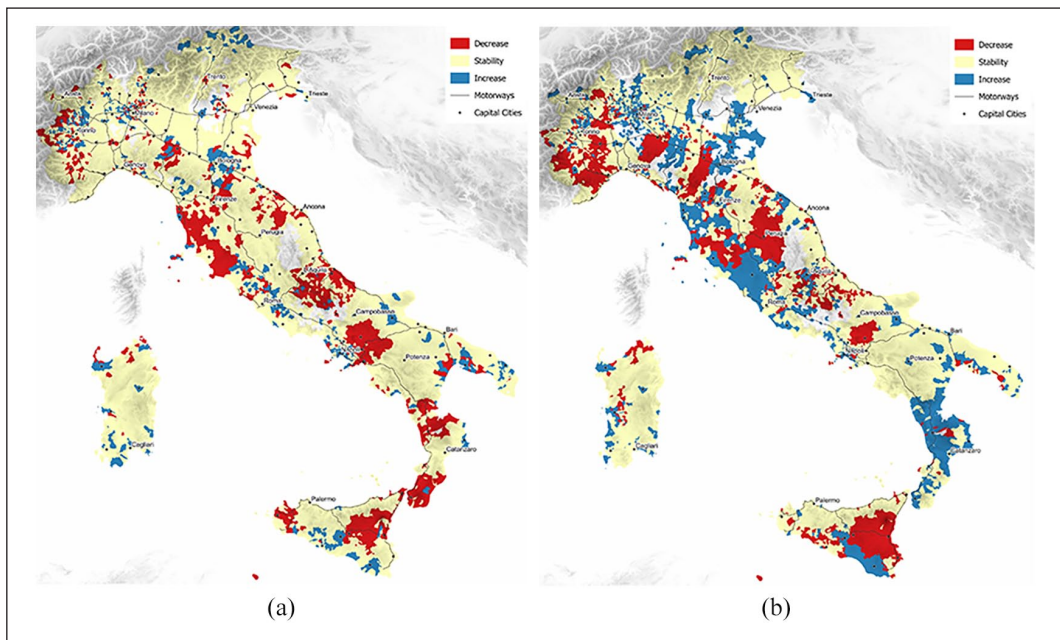 Decrease
Stability
Increase
Motorways
Capital Cities
Trento
Trieste
Venezia
Aosta
Milano
Torino
Genova
Bologna
Firenze
Ancona
Perugia
L'Aquila
Roma
Campobasso
Bari
Napoli
Potenza
Cagliari
Catanzaro
Palermo
(a)
Decrease
Stability
Increase
Motorways
Capital Cities
Trento
Trieste
Venezia
Aosta
Torino
Genova
Bologna
Firenze
Ancona
Perugia
Roma
Campobasso
Bari
Napoli
Potenza
Cagliari
Catanzaro
Palermo
(b)